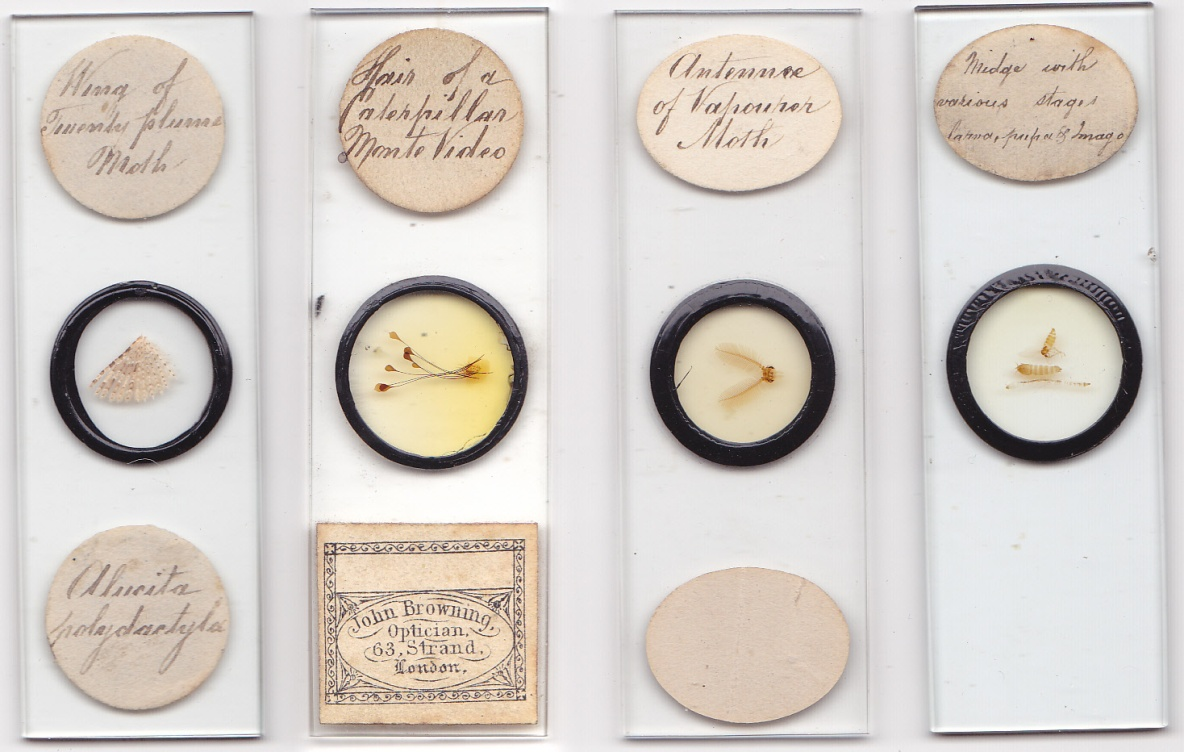 Wing of
Twenty plume
Moth
Alucita
polydactyla
Hair of a
Caterpillar
Monte Video
John Browning,
Optician,
63, Strand,
London.
Antennæ
of Vapourer
Moth
Midge with
various stages
larva, pupa & Imago